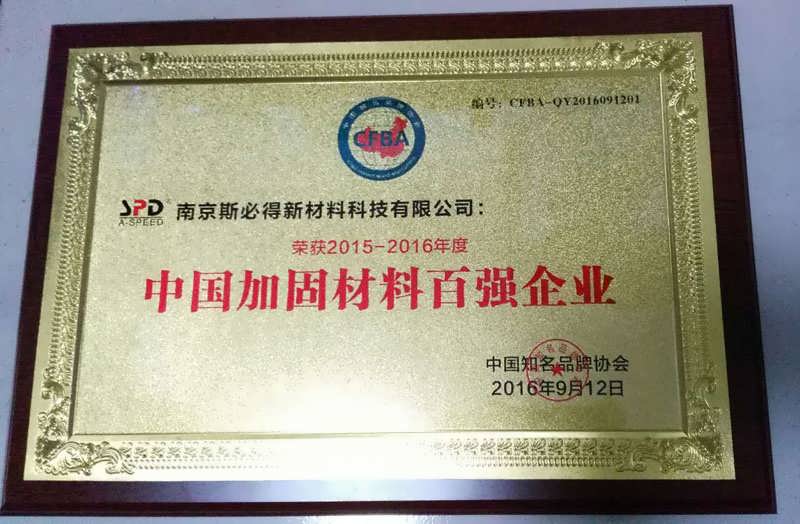 编号：CFBA-QY2016091201
CFBA
SPD
A-SPEED
南京斯必得新材料科技有限公司：
荣获2015-2016年度
中国加固材料百强企业
中国知名品牌协会
2016年9月12日